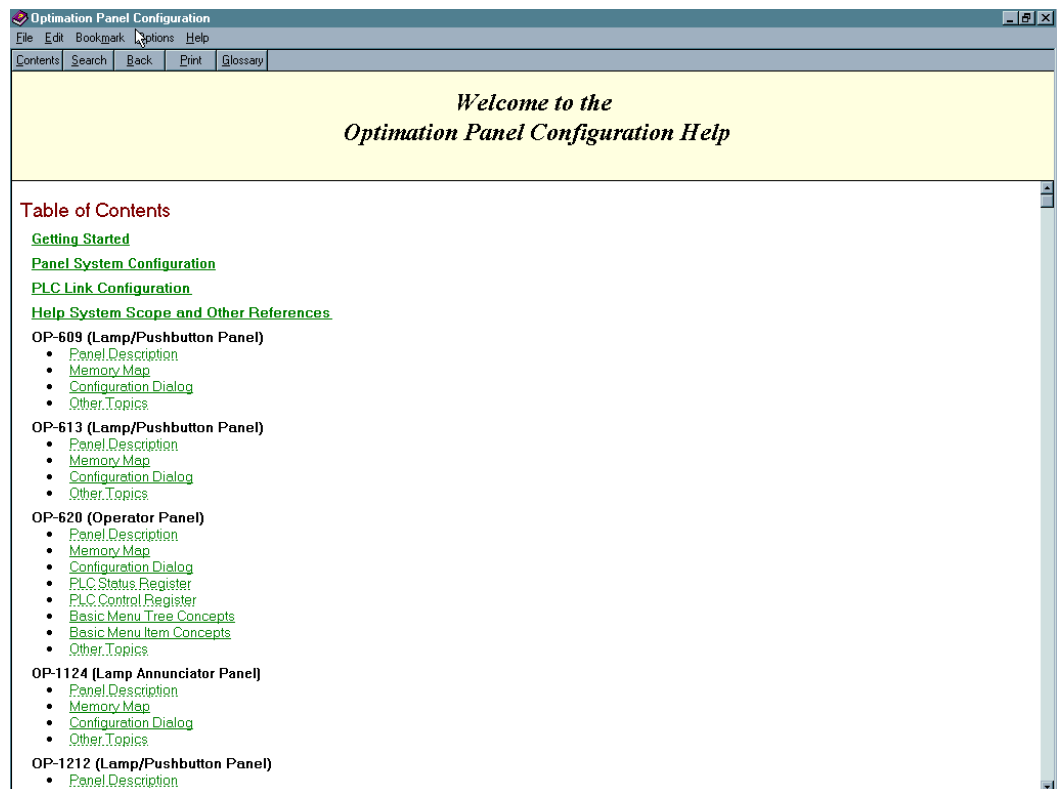 Optimation Panel Configuration
File Edit Bookmark Options Help
Contents Search Back Print Glossary
Welcome to the
Optimation Panel Configuration Help
Table of Contents
Getting Started
Panel System Configuration
PLC Link Configuration
Help System Scope and Other References
OP-609 (Lamp/Pushbutton Panel)
• Panel Description
• Memory Map
• Configuration Dialog
• Other Topics
OP-613 (Lamp/Pushbutton Panel)
• Panel Description
• Memory Map
• Configuration Dialog
• Other Topics
OP-620 (Operator Panel)
• Panel Description
• Memory Map
• Configuration Dialog
• PLC Status Register
• PLC Control Register
• Basic Menu Tree Concepts
• Basic Menu Item Concepts
• Other Topics
OP-1124 (Lamp Annunciator Panel)
• Panel Description
• Memory Map
• Configuration Dialog
• Other Topics
OP-1212 (Lamp/Pushbutton Panel)
• Panel Description